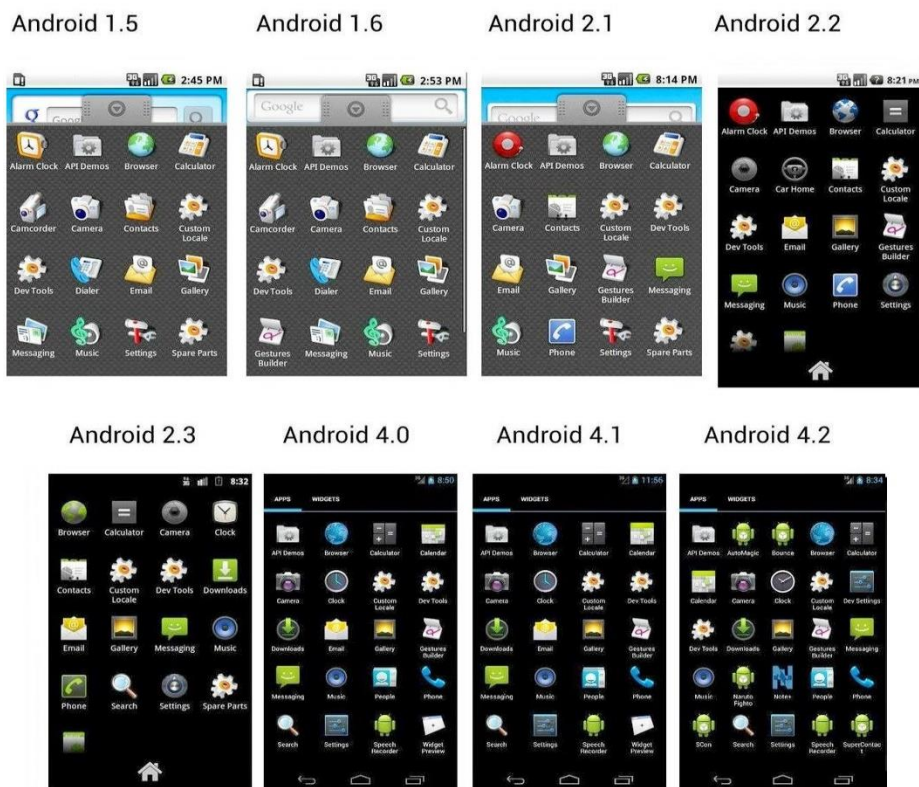 Android 1.5
Android 1.6
Android 2.1
Android 2.2
3G 2:45 PM
Google
Alarm Clock API Demos Browser Calculator
Camcorder Camera Contacts Custom
Locale
Dev Tools Dialer Email Gallery
Messaging Music Settings Spare Parts
3G 2:53 PM
Google
Alarm Clock API Demos Browser Calculator
Camcorder Camera Contacts Custom
Locale
Dev Tools Dialer Email Gallery
Gestures
Builder Messaging Music Settings
3G 8:14 PM
Google
Alarm Clock API Demos Browser Calculator
Camera Contacts Custom
Locale Dev Tools
Email Gallery Gestures
Builder Messaging
Music Phone Settings Spare Parts
3G 8:21 PM
Alarm Clock API Demos Browser Calculator
Camera Car Home Contacts Custom
Locale
Dev Tools Email Gallery Gestures
Builder
Messaging Music Phone Settings
Android 2.3
Android 4.0
Android 4.1
Android 4.2
3G 8:32
Browser Calculator Camera Clock
Contacts Custom
Locale Dev Tools Downloads
Email Gallery Messaging Music
Phone Search Settings Spare Parts
8:50
APPS WIDGETS
API Demos Browser Calculator Calendar
Camera Clock Custom
Locale Dev Tools
Downloads Email Gallery Gestures
Builder
Messaging Music People Phone
Search Settings Speech
Recorder Widget
Preview
11:56
APPS WIDGETS
API Demos Browser Calculator Calendar
Camera Clock Custom
Locale Dev Tools
Downloads Email Gallery Gestures
Builder
Messaging Music People Phone
Search Settings Speech
Recorder Widget
Preview
8:34
APPS WIDGETS
API Demos AutoMagic Bounce Browser Calculator
Calendar Camera Clock Custom
Locale Dev Settings
Dev Tools Downloads Gallery Gestures
Builder Messaging
Music Naruto
Fighto Note+ People Phone
SCon Search Settings Speech
Recorder SuperContac
t